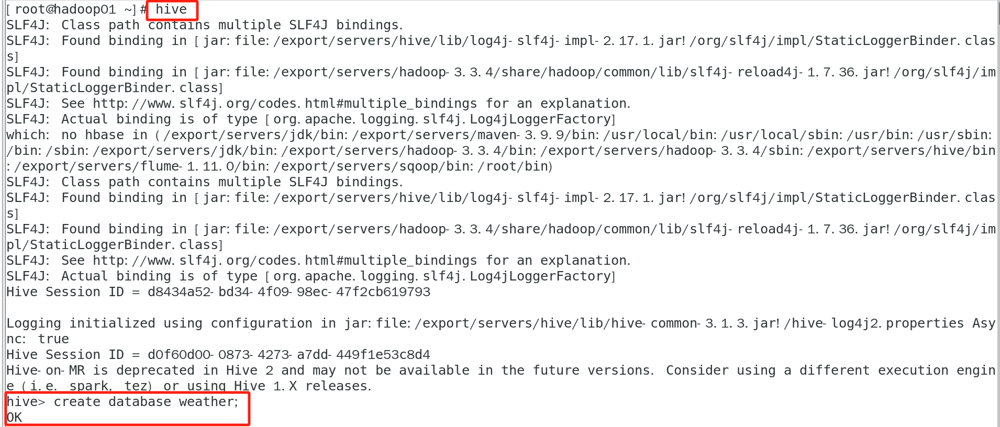 [root@hadoop01 ~]# hive
SLF4J: Class path contains multiple SLF4J bindings.
SLF4J: Found binding in [jar:file:/export/servers/hive/lib/log4j-slf4j-impl-2.17.1.jar!/org/slf4j/impl/StaticLoggerBinder.clas
s]
SLF4J: Found binding in [jar:file:/export/servers/hadoop-3.3.4/share/hadoop/common/lib/slf4j-reload4j-1.7.36.jar!/org/slf4j/im
pl/StaticLoggerBinder.class]
SLF4J: See http://www.slf4j.org/codes.html#multiple_bindings for an explanation.
SLF4J: Actual binding is of type [org.apache.logging.slf4j.Log4jLoggerFactory]
which: no hbase in (/export/servers/jdk/bin:/export/servers/maven-3.9.9/bin:/usr/local/bin:/usr/local/sbin:/usr/bin:/usr/sbin:
/bin:/sbin:/export/servers/jdk/bin:/export/servers/hadoop-3.3.4/bin:/export/servers/hadoop-3.3.4/sbin:/export/servers/hive/bin
:/export/servers/flume-1.11.0/bin:/export/servers/sqoop/bin:/root/bin)
SLF4J: Class path contains multiple SLF4J bindings.
SLF4J: Found binding in [jar:file:/export/servers/hive/lib/log4j-slf4j-impl-2.17.1.jar!/org/slf4j/impl/StaticLoggerBinder.clas
s]
SLF4J: Found binding in [jar:file:/export/servers/hadoop-3.3.4/share/hadoop/common/lib/slf4j-reload4j-1.7.36.jar!/org/slf4j/im
pl/StaticLoggerBinder.class]
SLF4J: See http://www.slf4j.org/codes.html#multiple_bindings for an explanation.
SLF4J: Actual binding is of type [org.apache.logging.slf4j.Log4jLoggerFactory]
Hive Session ID = d8434a52-bd34-4f09-98ec-47f2cb619793
Logging initialized using configuration in jar:file:/export/servers/hive/lib/hive-common-3.1.3.jar!/hive-log4j2.properties Asy
nc: true
Hive Session ID = d0f60d00-0873-4273-a7dd-449f1e53c8d4
Hive-on-MR is deprecated in Hive 2 and may not be available in the future versions. Consider using a different execution engin
e (i.e. spark, tez) or using Hive 1.X releases.
hive> create database weather;
OK